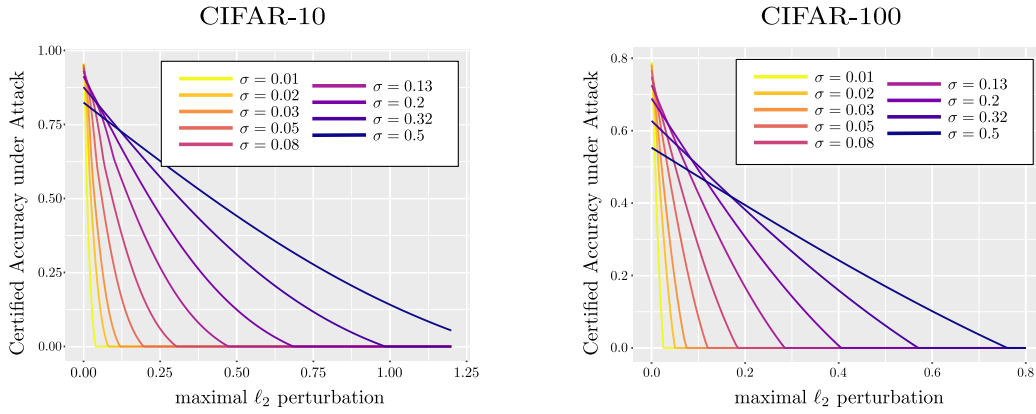 CIFAR-10
Certified Accuracy under Attack
1.00
0.75
0.50
0.25
0.00
σ = 0.01
σ = 0.02
σ = 0.03
σ = 0.05
σ = 0.08
σ = 0.13
σ = 0.2
σ = 0.32
σ = 0.5
0.00 0.25 0.50 0.75 1.00 1.25
maximal ℓ₂ perturbation
CIFAR-100
Certified Accuracy under Attack
0.8
0.6
0.4
0.2
0.0
σ = 0.01
σ = 0.02
σ = 0.03
σ = 0.05
σ = 0.08
σ = 0.13
σ = 0.2
σ = 0.32
σ = 0.5
0.0 0.2 0.4 0.6 0.8
maximal ℓ₂ perturbation